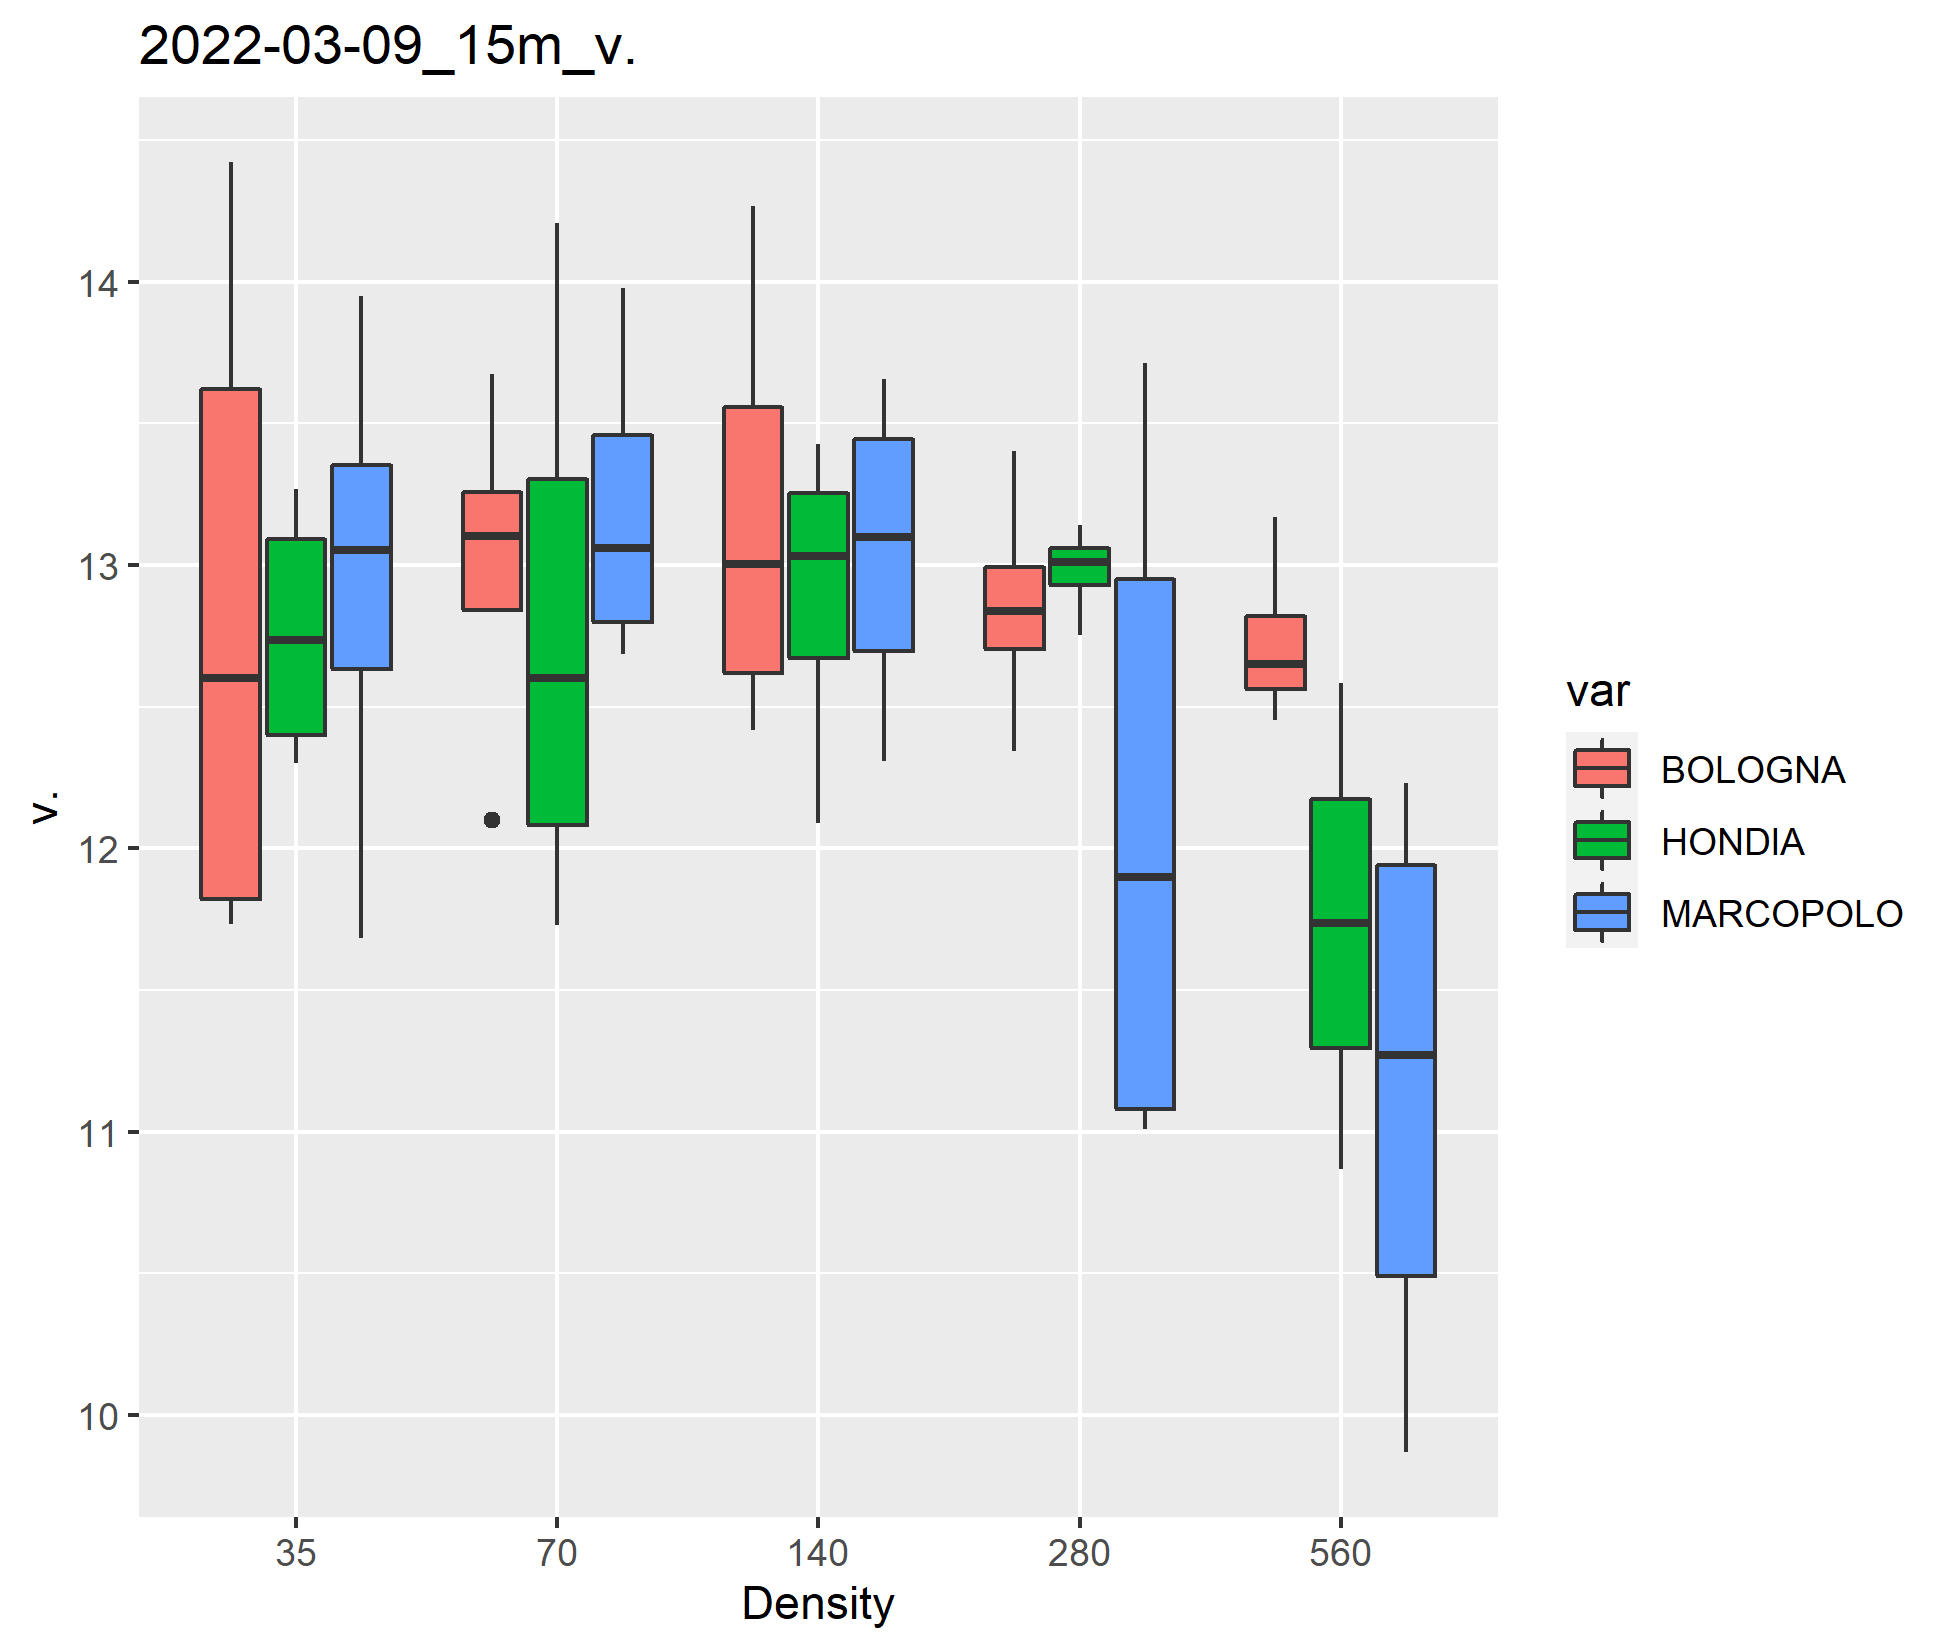 2022-03-09_15m_v.
14
13
12
11
10
v.
35 70 140 280 560
Density
var
BOLOGNA
HONDIA
MARCOPOLO